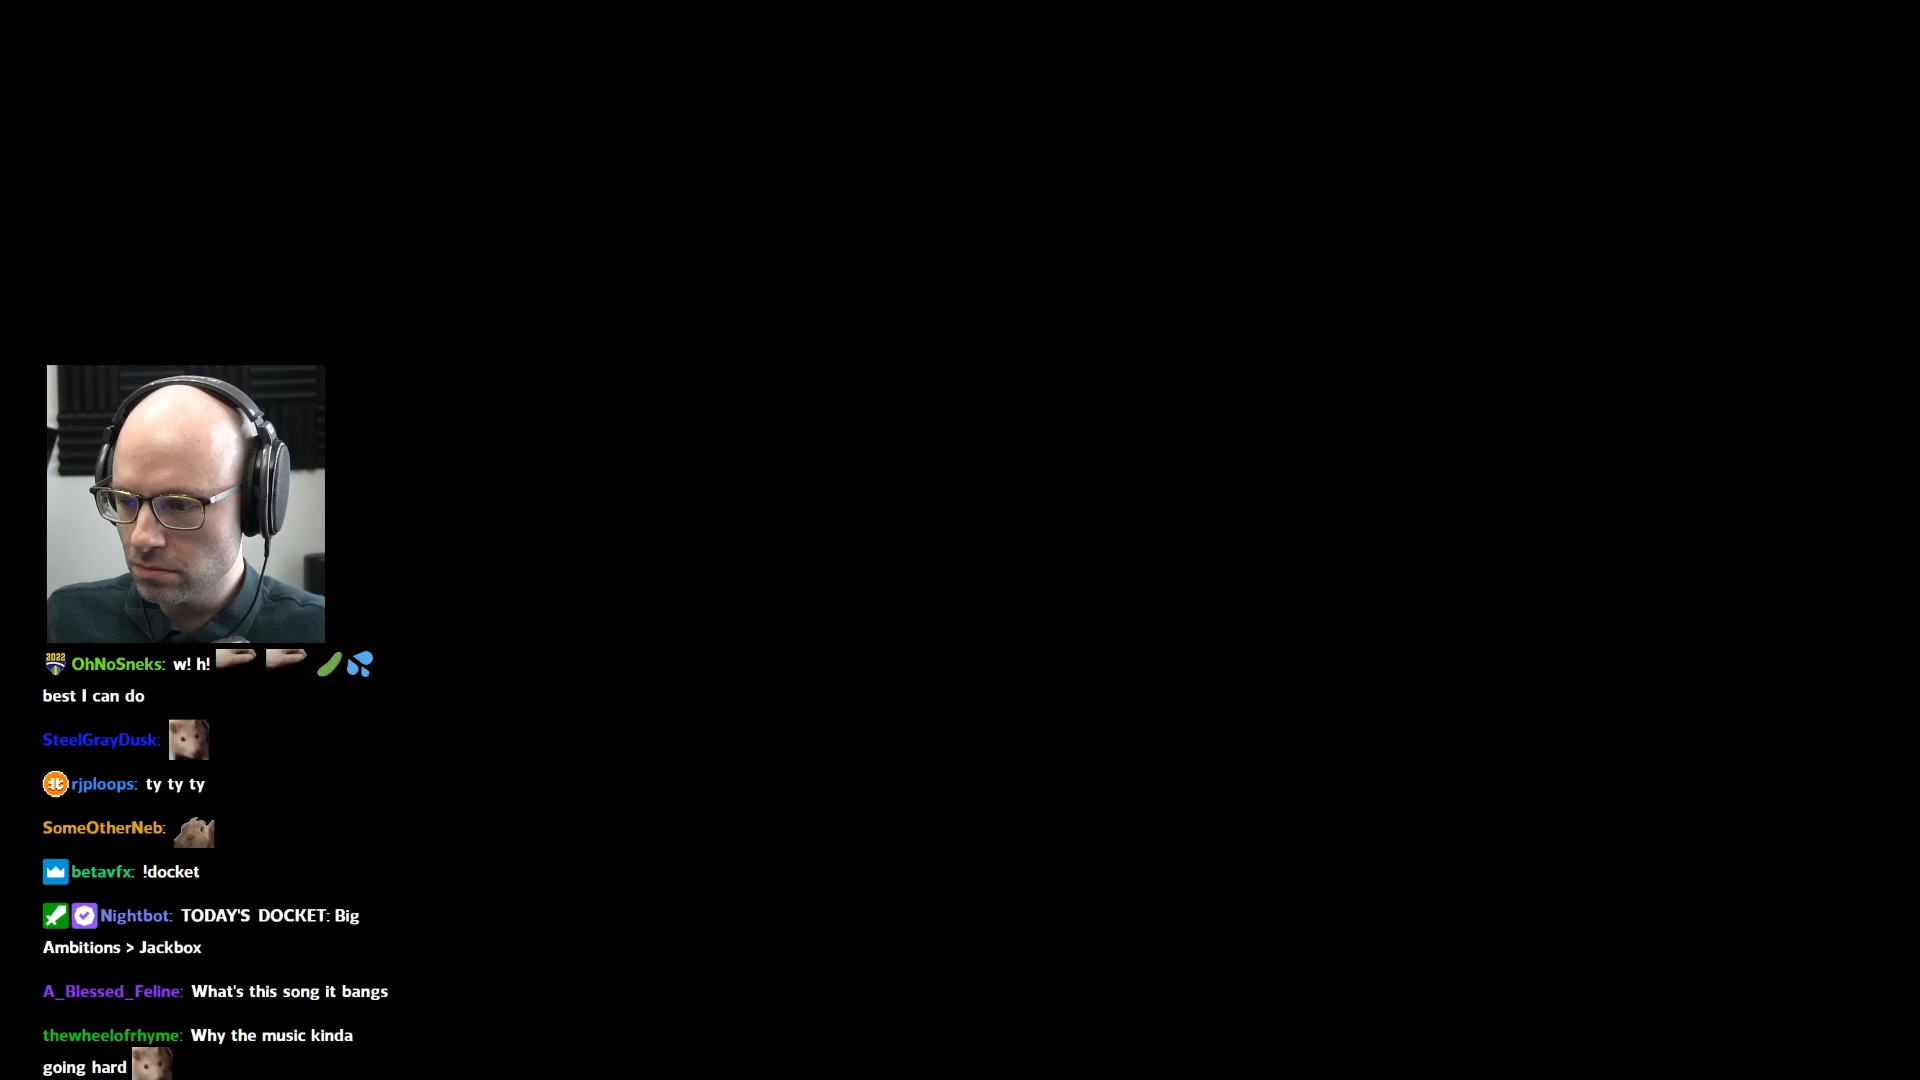 2022 OhNoSneks: w! h!
best I can do
SteelGrayDusk:
rjploops: ty ty ty
SomeOtherNeb:
betavfx: !docket
Nightbot: TODAY'S DOCKET: Big
Ambitions > Jackbox
A_Blessed_Feline: What's this song it bangs
thewheelofrhyme: Why the music kinda
going hard